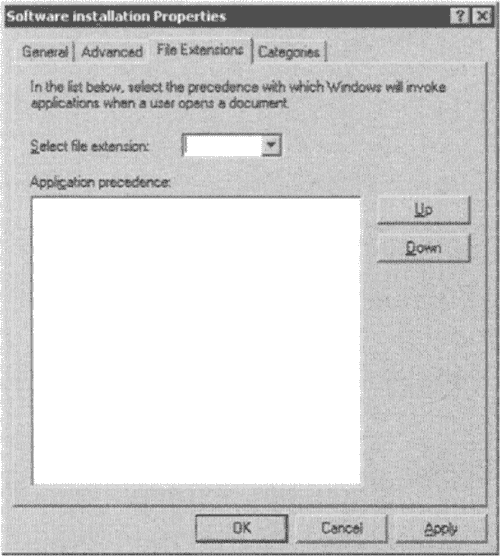 Software installation Properties
General Advanced File Extensions Categories
In the list below, select the precedence with which Windows will invoke
applications when a user opens a document.
Select file extension:
Application precedence:
Up
Down
OK Cancel Apply